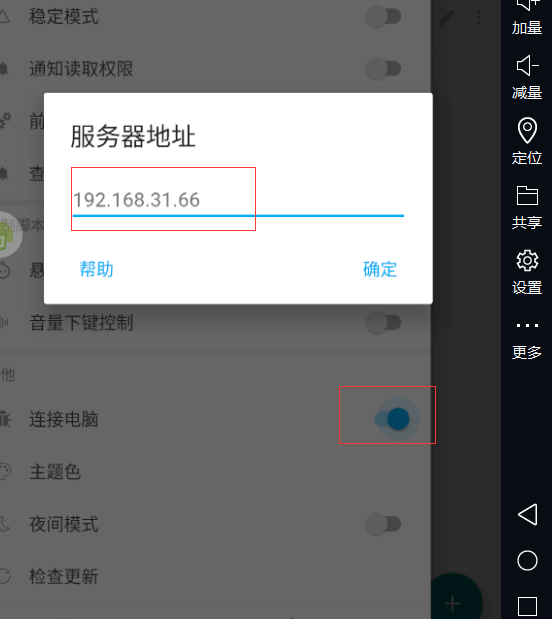 稳定模式
通知读取权限
前
服务器地址
192.168.31.66
帮助
确定
查
制脚本
悬
音量下键控制
他
连接电脑
主题色
夜间模式
检查更新
加量
减量
定位
共享
设置
更多